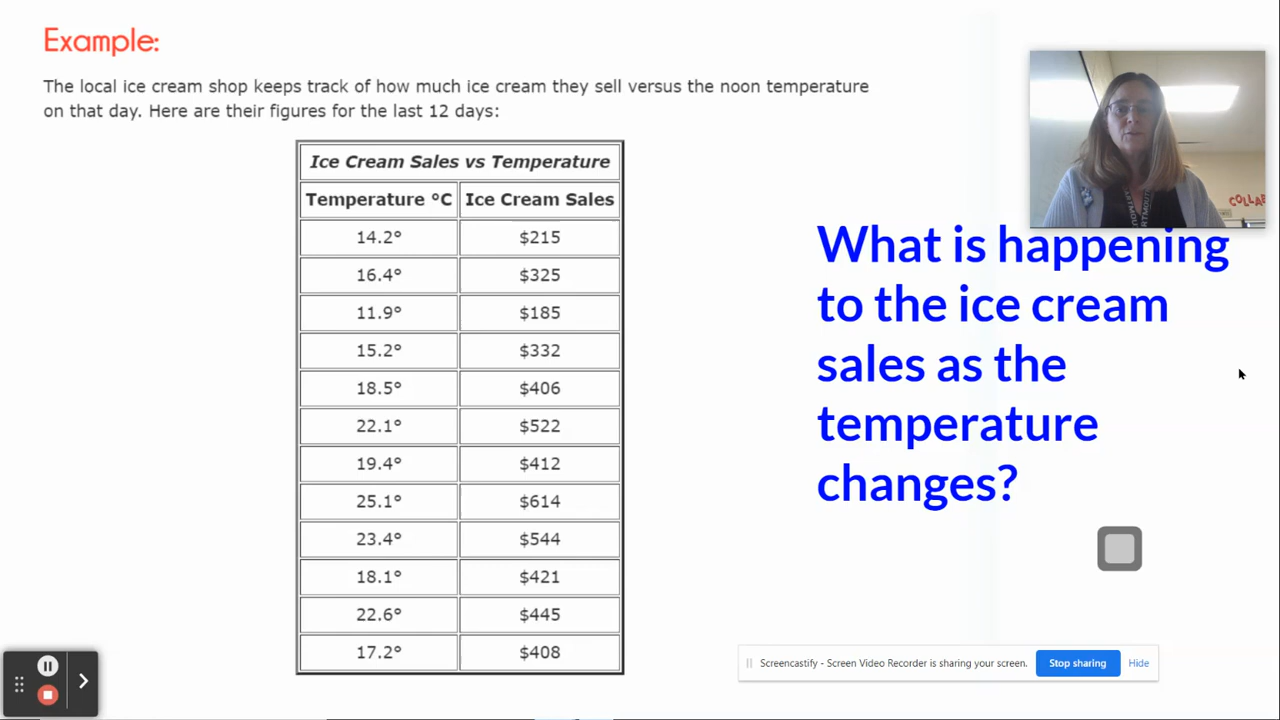 Example:
The local ice cream shop keeps track of how much ice cream they sell versus the noon temperature
on that day. Here are their figures for the last 12 days:
Ice Cream Sales vs Temperature
Temperature °C Ice Cream Sales
14.2° $215
16.4° $325
11.9° $185
15.2° $332
18.5° $406
22.1° $522
19.4° $412
25.1° $614
23.4° $544
18.1° $421
22.6° $445
17.2° $408
What is happening
to the ice cream
sales as the
temperature
changes?
Screencastify - Screen Video Recorder is sharing your screen. Stop sharing Hide